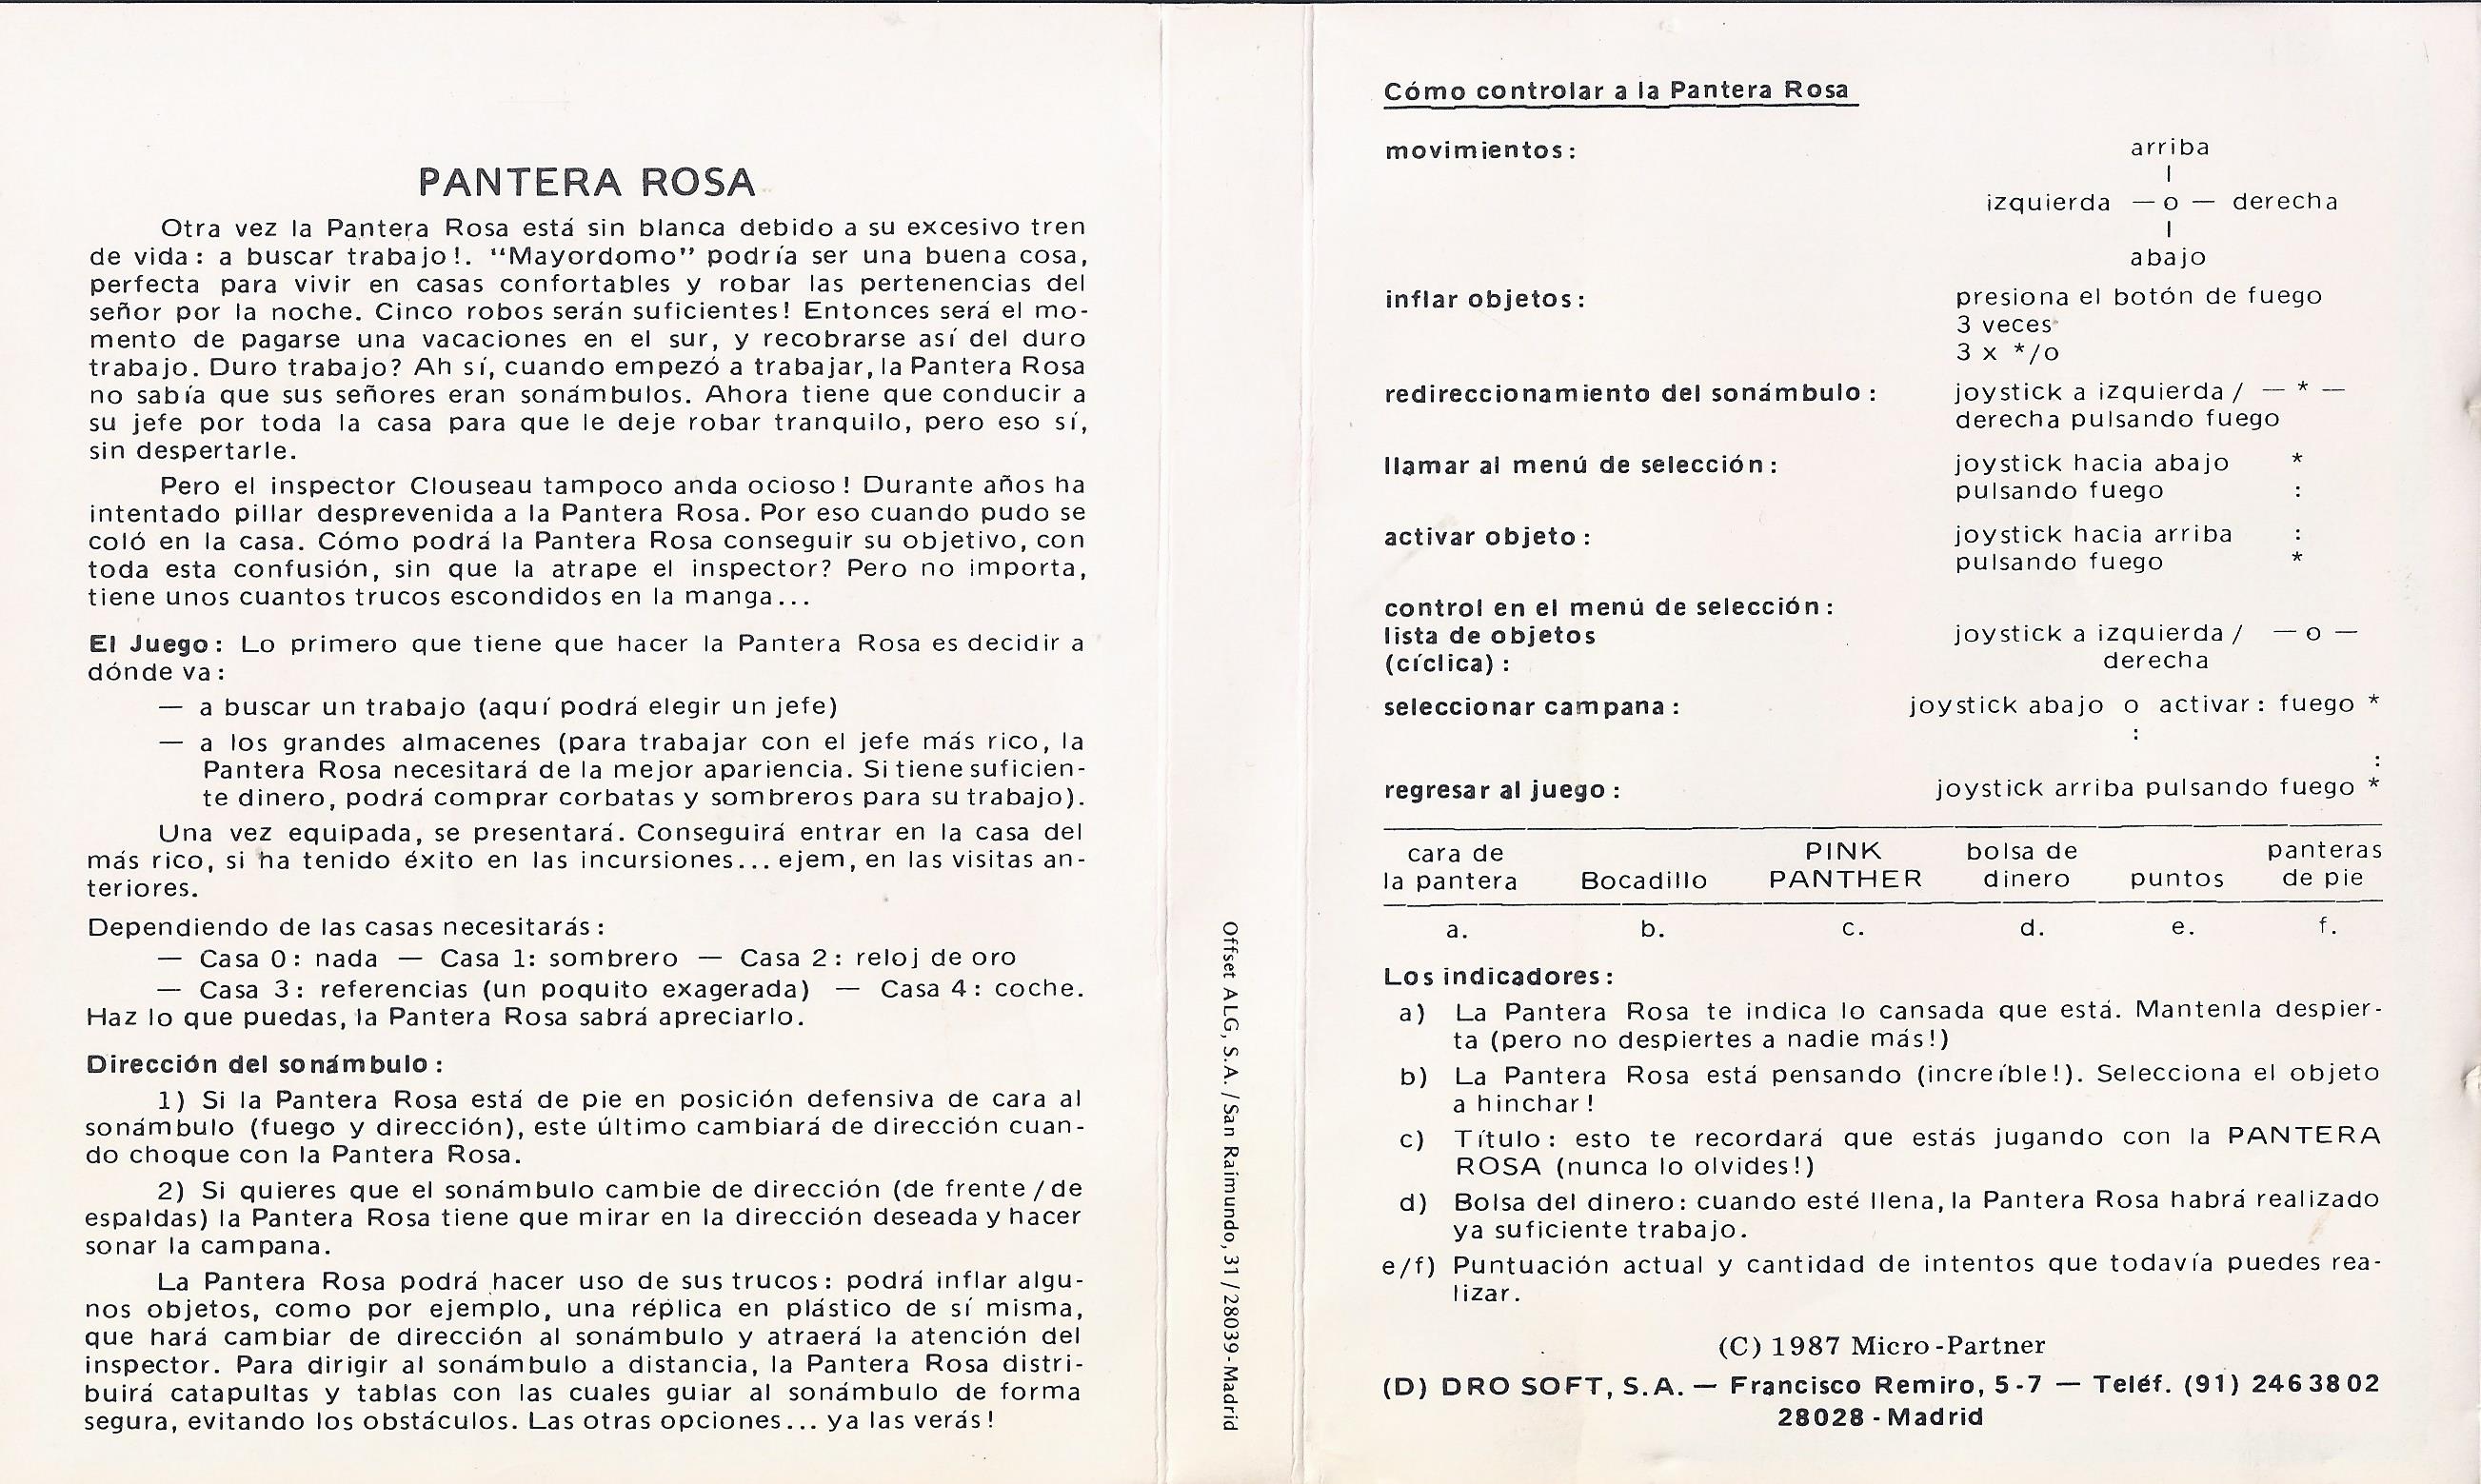 PANTERA ROSA
Otra vez la Pantera Rosa está sin blanca debido a su excesivo tren
de vida: a buscar trabajo!. “Mayordomo” podría ser una buena cosa,
perfecta para vivir en casas confortables y robar las pertenencias del
señor por la noche. Cinco robos serán suficientes! Entonces será el mo-
mento de pagarse una vacaciones en el sur, y recobrarse así del duro
trabajo. Duro trabajo? Ah sí, cuando empezó a trabajar, la Pantera Rosa
no sabía que sus señores eran sonámbulos. Ahora tiene que conducir a
su jefe por toda la casa para que le deje robar tranquilo, pero eso sí,
sin despertarle.
Pero el inspector Clouseau tampoco anda ocioso! Durante años ha
intentado pillar desprevenida a la Pantera Rosa. Por eso cuando pudo se
coló en la casa. Cómo podrá la Pantera Rosa conseguir su objetivo, con
toda esta confusión, sin que la atrape el inspector? Pero no importa,
tiene unos cuantos trucos escondidos en la manga...
El Juego: Lo primero que tiene que hacer la Pantera Rosa es decidir a
dónde va:
— a buscar un trabajo (aquí podrá elegir un jefe)
— a los grandes almacenes (para trabajar con el jefe más rico, la
Pantera Rosa necesitará de la mejor apariencia. Si tiene suficien-
te dinero, podrá comprar corbatas y sombreros para su trabajo).
Una vez equipada, se presentará. Conseguirá entrar en la casa del
más rico, si ha tenido éxito en las incursiones... ejem, en las visitas an-
teriores.
Dependiendo de las casas necesitarás:
— Casa 0: nada — Casa 1: sombrero — Casa 2: reloj de oro
— Casa 3: referencias (un poquito exagerada) — Casa 4: coche.
Haz lo que puedas, la Pantera Rosa sabrá apreciarlo.
Dirección del sonámbulo:
1) Si la Pantera Rosa está de pie en posición defensiva de cara al
sonámbulo (fuego y dirección), este último cambiará de dirección cuan-
do choque con la Pantera Rosa.
2) Si quieres que el sonámbulo cambie de dirección (de frente/de
espaldas) la Pantera Rosa tiene que mirar en la dirección deseada y hacer
sonar la campana.
La Pantera Rosa podrá hacer uso de sus trucos: podrá inflar algu-
nos objetos, como por ejemplo, una réplica en plástico de sí misma,
que hará cambiar de dirección al sonámbulo y atraerá la atención del
inspector. Para dirigir al sonámbulo a distancia, la Pantera Rosa distri-
buirá catapultas y tablas con las cuales guiar al sonámbulo de forma
segura, evitando los obstáculos. Las otras opciones... ya las verás!
Offset ALG, S.A. / San Raimundo, 31 / 28039-Madrid
Cómo controlar a la Pantera Rosa
movimientos: arriba
|
izquierda — o — derecha
|
abajo
inflar objetos: presiona el botón de fuego
3 veces
3 x */o
redireccionamiento del sonámbulo: joystick a izquierda / — * —
derecha pulsando fuego
llamar al menú de selección: joystick hacia abajo *
pulsando fuego :
activar objeto: joystick hacia arriba :
pulsando fuego *
control en el menú de selección:
lista de objetos joystick a izquierda / — o —
(cíclica): derecha
seleccionar campana: joystick abajo o activar: fuego *
:
:
regresar al juego: joystick arriba pulsando fuego *
cara de PINK bolsa de panteras
la pantera Bocadillo PANTHER dinero puntos de pie
a. b. c. d. e. f.
Los indicadores:
a) La Pantera Rosa te indica lo cansada que está. Mantenla despier-
ta (pero no despiertes a nadie más!)
b) La Pantera Rosa está pensando (increíble!). Selecciona el objeto
a hinchar!
c) Título: esto te recordará que estás jugando con la PANTERA
ROSA (nunca lo olvides!)
d) Bolsa del dinero: cuando esté llena, la Pantera Rosa habrá realizado
ya suficiente trabajo.
e/f) Puntuación actual y cantidad de intentos que todavía puedes rea-
lizar.
(C) 1987 Micro-Partner
(D) DRO SOFT, S.A. — Francisco Remiro, 5-7 — Teléf. (91) 246 38 02
28028 - Madrid